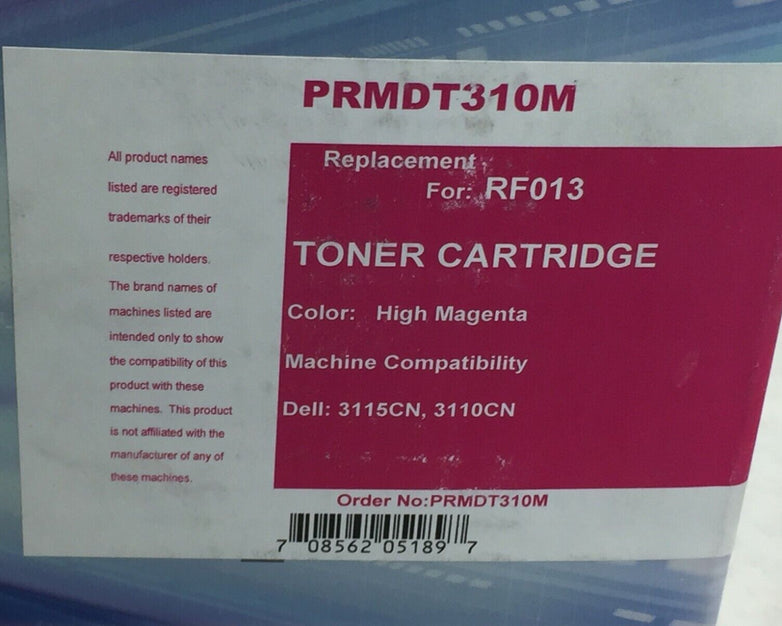 PRMDT310M
All product names
listed are registered
trademarks of their
respective holders.
The brand names of
machines listed are
intended only to show
the compatibility of this
product with these
machines. This product
is not affiliated with the
manufacturer of any of
these machines.
Replacement
For: RF013
TONER CARTRIDGE
Color: High Magenta
Machine Compatibility
Dell: 3115CN, 3110CN
Order No:PRMDT310M
7 08562 05189 7